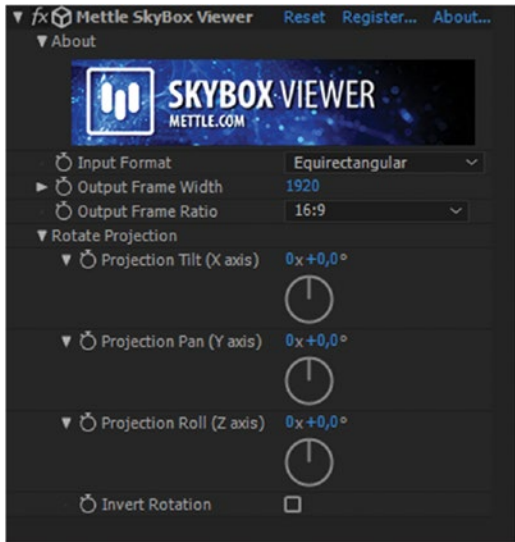 fx Mettle SkyBox Viewer Reset Register... About...
About
SKYBOX VIEWER
METTLE.COM
Input Format Equirectangular
Output Frame Width 1920
Output Frame Ratio 16:9
Rotate Projection
Projection Tilt (X axis) 0x+0,0°
Projection Pan (Y axis) 0x+0,0°
Projection Roll (Z axis) 0x+0,0°
Invert Rotation